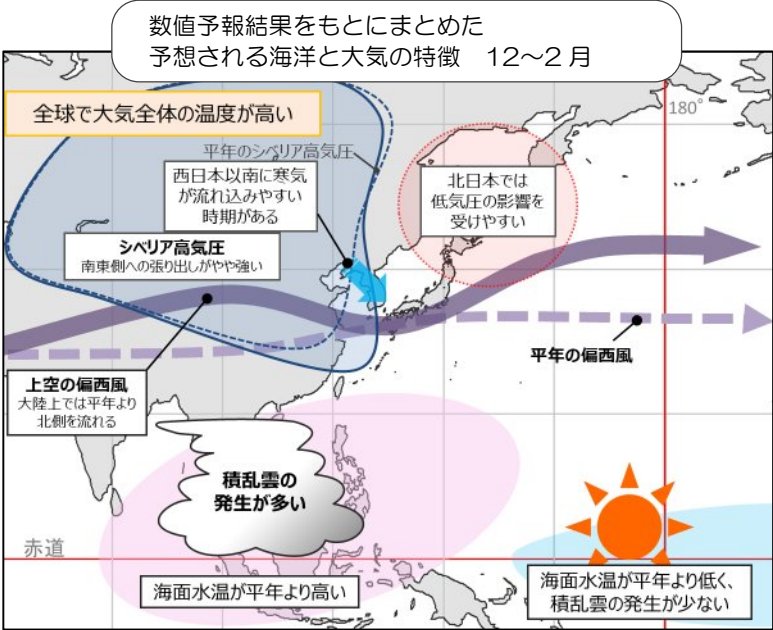 数値予報結果をもとにまとめた
予想される海洋と大気の特徴　12～2月
全球で大気全体の温度が高い
180°
平年のシベリア高気圧
西日本以南に寒気
が流れ込みやすい
時期がある
北日本では
低気圧の影響を
受けやすい
シベリア高気圧
南東側への張り出しがやや強い
平年の偏西風
上空の偏西風
大陸上では平年より
北側を流れる
積乱雲の
発生が多い
赤道
海面水温が平年より高い
海面水温が平年より低く、
積乱雲の発生が少ない